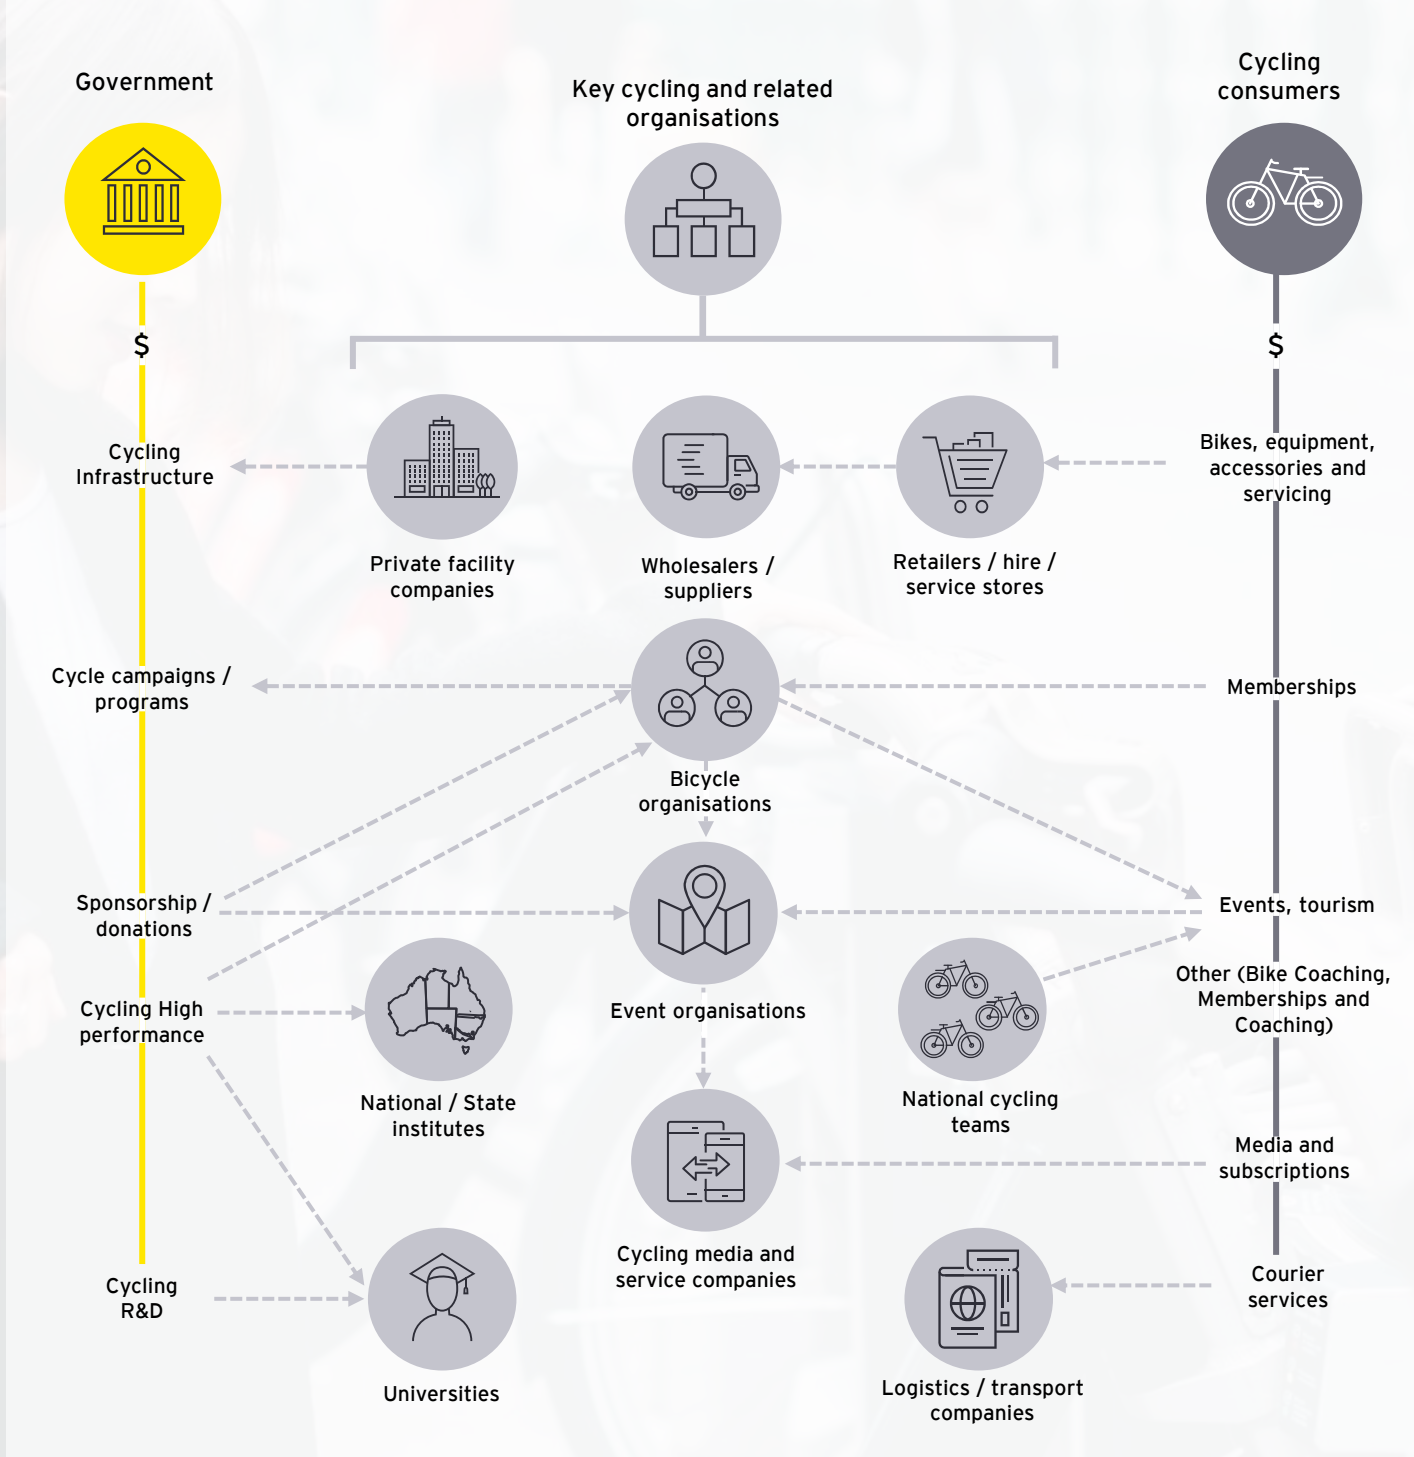 Government
Key cycling and related
organisations
Cycling
consumers
$
$
Cycling
Infrastructure
Private facility
companies
Wholesalers /
suppliers
Retailers / hire /
service stores
Bikes, equipment,
accessories and
servicing
Cycle campaigns /
programs
Bicycle
organisations
Memberships
Sponsorship /
donations
Event organisations
Events, tourism
Cycling High
performance
National / State
institutes
National cycling
teams
Other (Bike Coaching,
Memberships and
Coaching)
Cycling media and
service companies
Media and
subscriptions
Cycling
R&D
Universities
Logistics / transport
companies
Courier
services